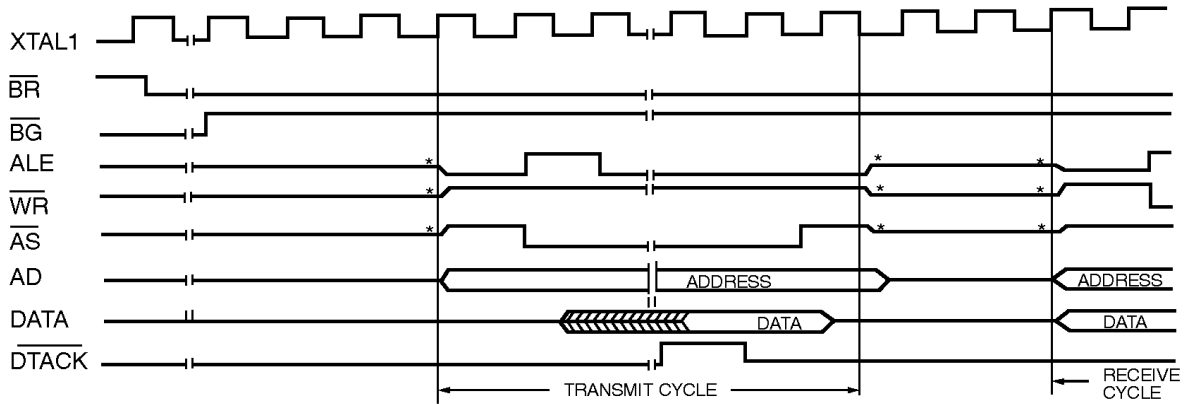 XTAL1
BR
BG
ALE
* * *
WR
* * *
AS
* * *
AD ADDRESS ADDRESS
DATA DATA DATA
DTACK
TRANSMIT CYCLE
RECEIVE
CYCLE